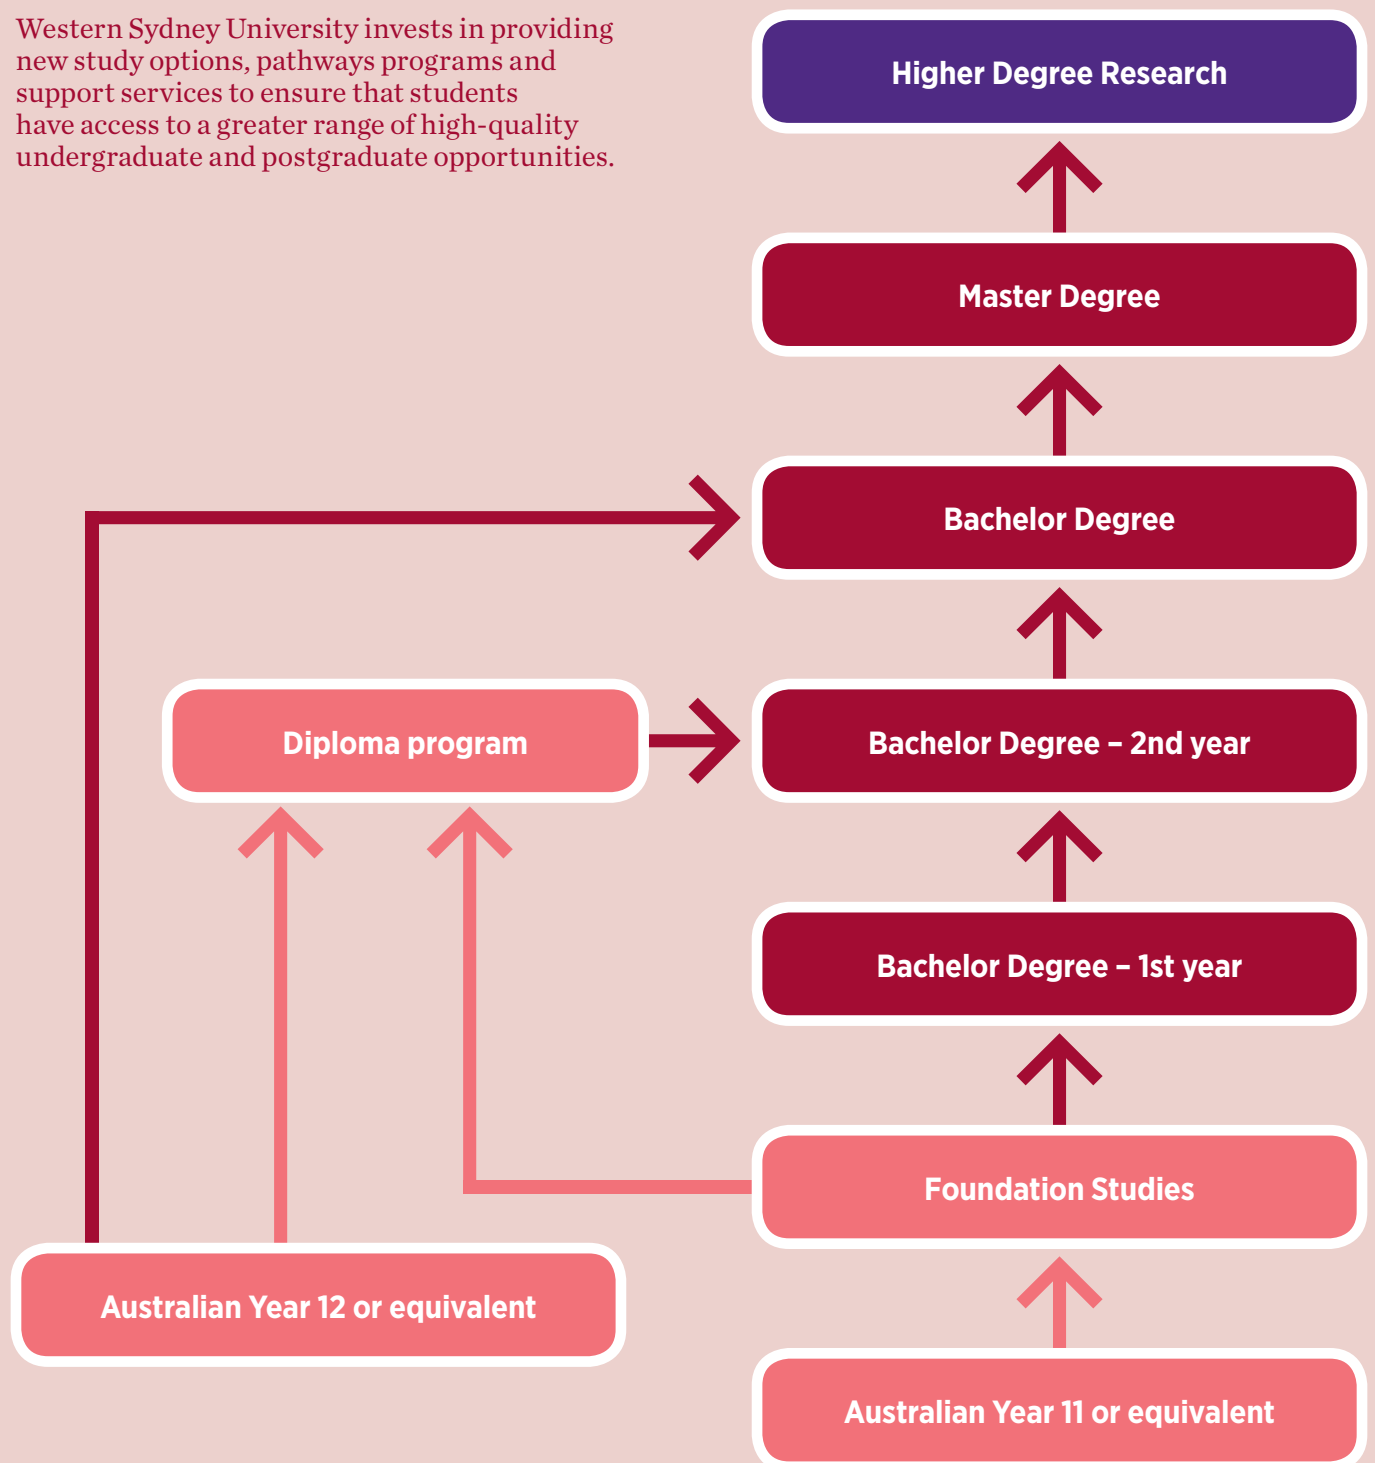 Western Sydney University invests in providing
new study options, pathways programs and
support services to ensure that students
have access to a greater range of high-quality
undergraduate and postgraduate opportunities.
Higher Degree Research
Master Degree
Bachelor Degree
Diploma program
Bachelor Degree – 2nd year
Bachelor Degree – 1st year
Foundation Studies
Australian Year 12 or equivalent
Australian Year 11 or equivalent